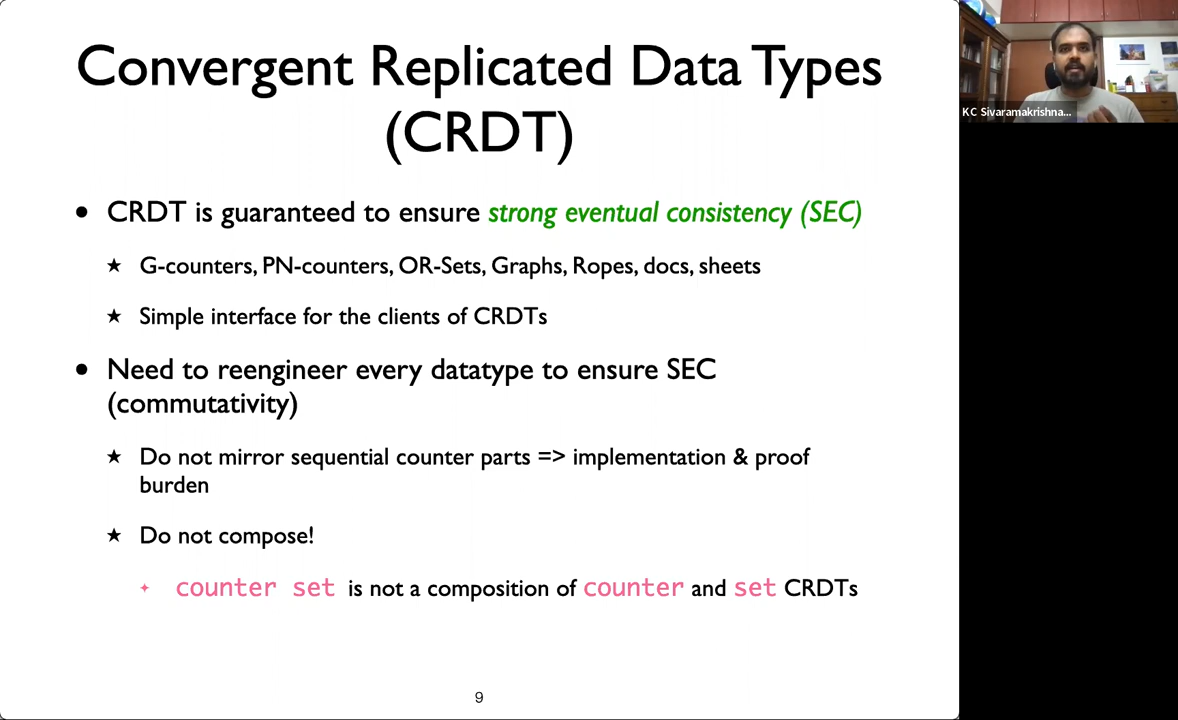 Convergent Replicated Data Types
(CRDT)
• CRDT is guaranteed to ensure strong eventual consistency (SEC)
★ G-counters, PN-counters, OR-Sets, Graphs, Ropes, docs, sheets
★ Simple interface for the clients of CRDTs
• Need to reengineer every datatype to ensure SEC
(commutativity)
★ Do not mirror sequential counter parts => implementation & proof
burden
★ Do not compose!
✦ counter set is not a composition of counter and set CRDTs
9
KC Sivaramakrishna...